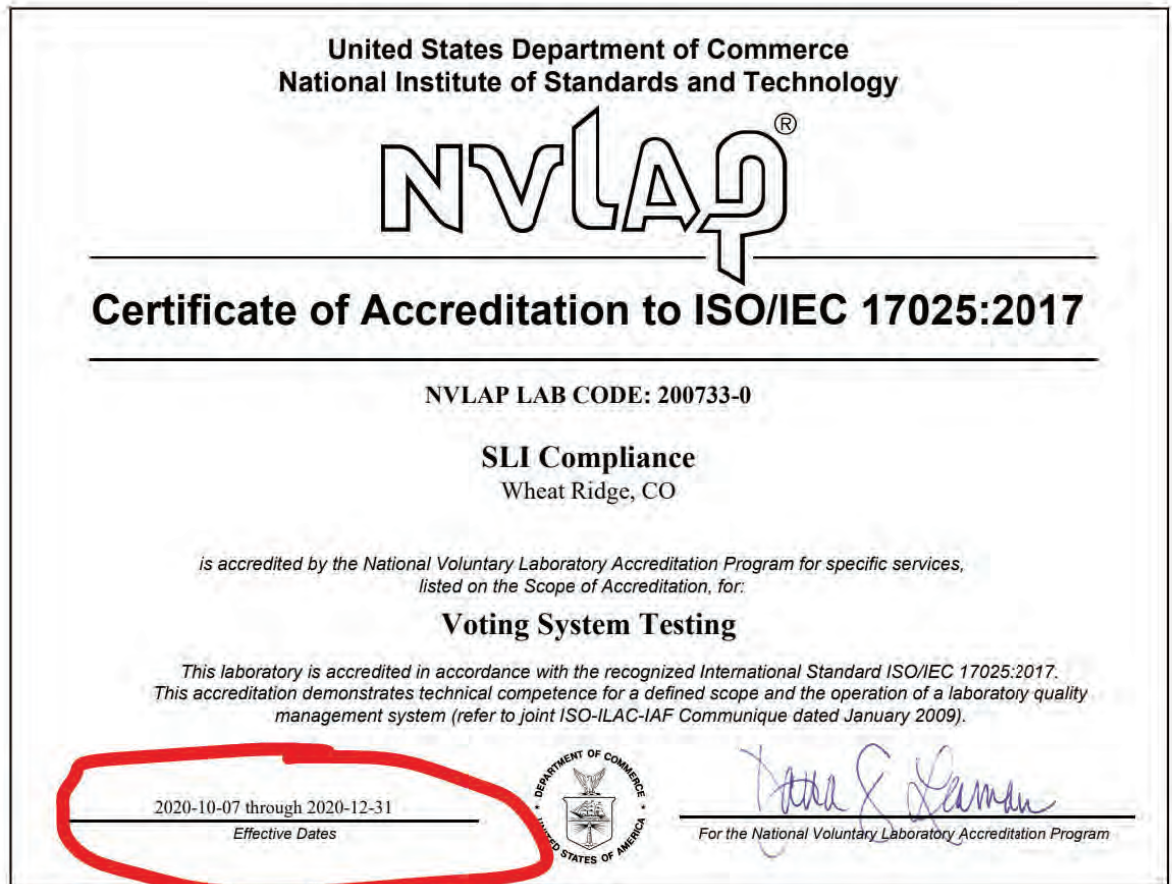 United States Department of Commerce
National Institute of Standards and Technology
NVLAP®
Certificate of Accreditation to ISO/IEC 17025:2017
NVLAP LAB CODE: 200733-0
SLI Compliance
Wheat Ridge, CO
is accredited by the National Voluntary Laboratory Accreditation Program for specific services,
listed on the Scope of Accreditation, for:
Voting System Testing
This laboratory is accredited in accordance with the recognized International Standard ISO/IEC 17025:2017.
This accreditation demonstrates technical competence for a defined scope and the operation of a laboratory quality
management system (refer to joint ISO-ILAC-IAF Communique dated January 2009).
2020-10-07 through 2020-12-31
Effective Dates
DEPARTMENT OF COMMERCE
UNITED STATES OF AMERICA
Dana S. Leaman
For the National Voluntary Laboratory Accreditation Program